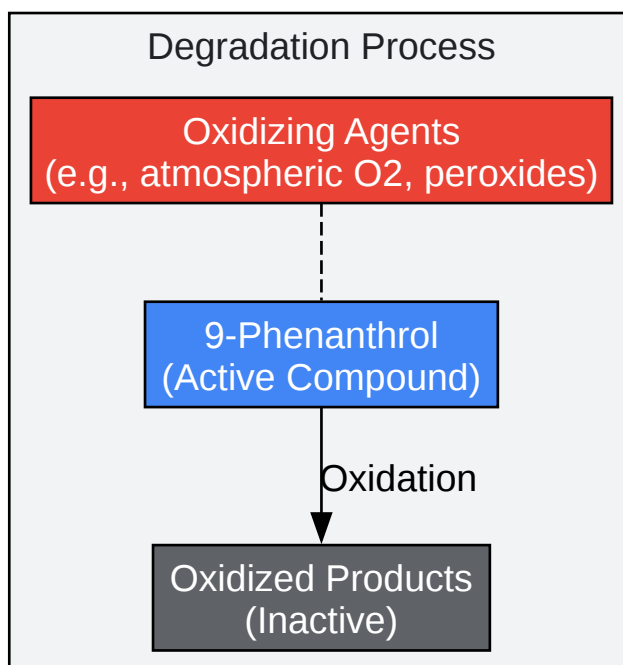 Degradation Process
Oxidizing Agents
(e.g., atmospheric O2, peroxides)
9-Phenanthrol
(Active Compound)
Oxidation
Oxidized Products
(Inactive)